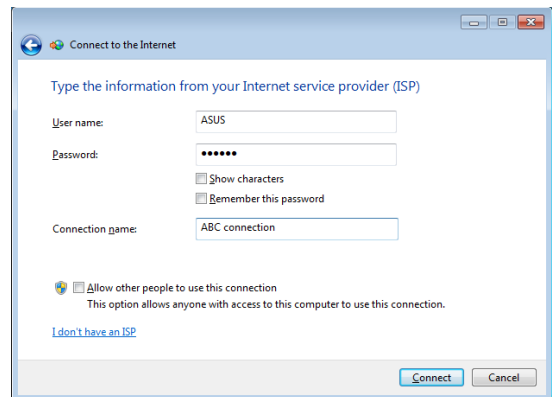 Connect to the Internet
Type the information from your Internet service provider (ISP)
User name: ASUS
Password: ••••••
Show characters
Remember this password
Connection name: ABC connection
Allow other people to use this connection
This option allows anyone with access to this computer to use this connection.
I don't have an ISP
Connect Cancel